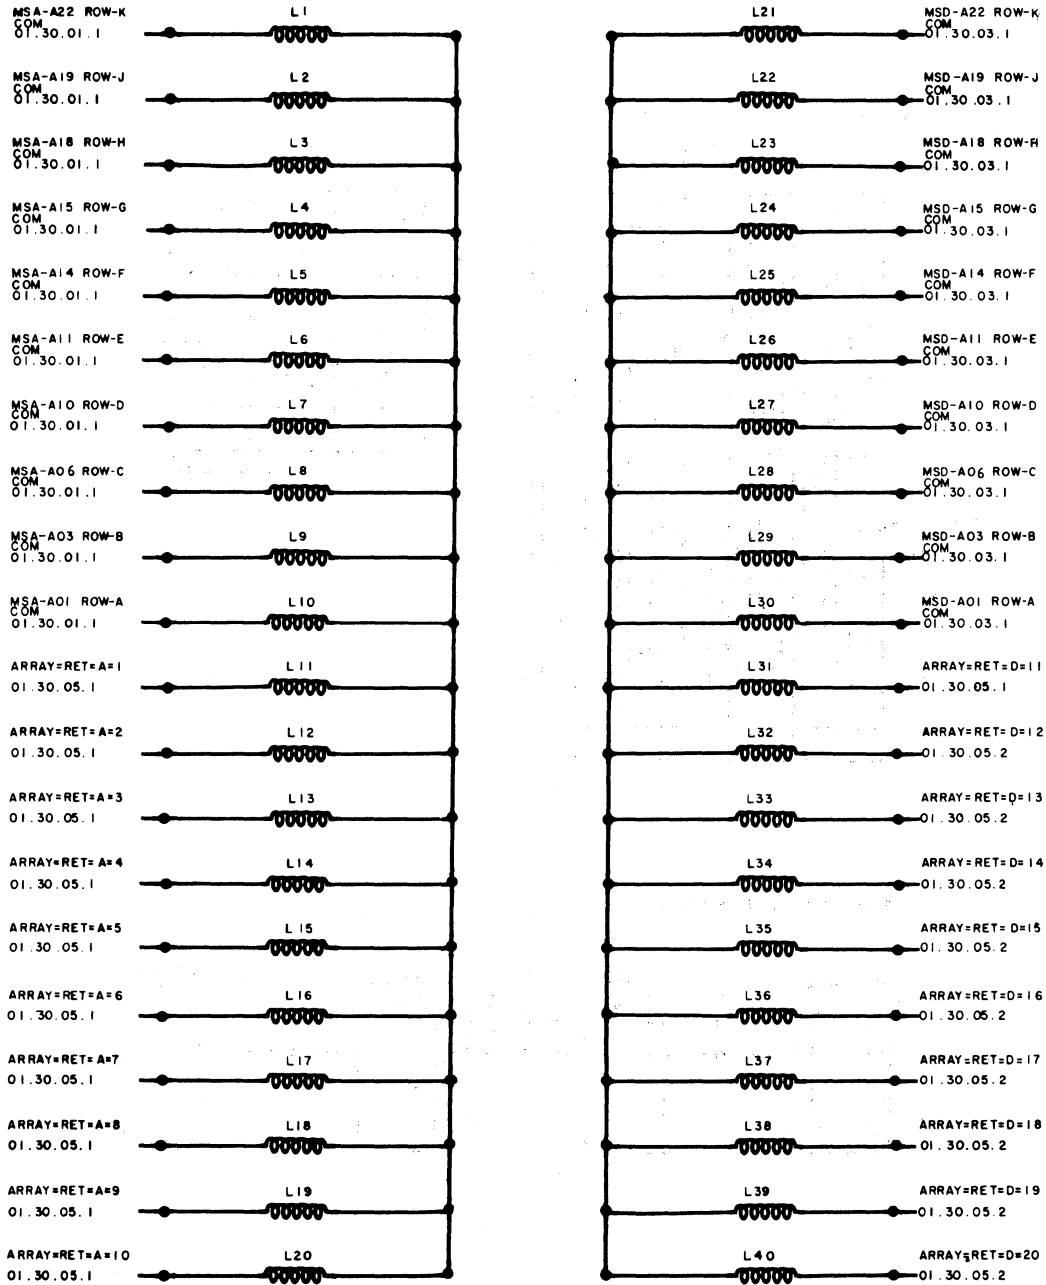 MSA-A22 ROW-K
COM
01.30.01.1
L1
MSA-A19 ROW-J
COM
01.30.01.1
L2
MSA-A18 ROW-H
COM
01.30.01.1
L3
MSA-A15 ROW-G
COM
01.30.01.1
L4
MSA-A14 ROW-F
COM
01.30.01.1
L5
MSA-A11 ROW-E
COM
01.30.01.1
L6
MSA-A10 ROW-D
COM
01.30.01.1
L7
MSA-A06 ROW-C
COM
01.30.01.1
L8
MSA-A03 ROW-B
COM
01.30.01.1
L9
MSA-A01 ROW-A
COM
01.30.01.1
L10
ARRAY=RET=A=1
01.30.05.1
L11
ARRAY=RET=A=2
01.30.05.1
L12
ARRAY=RET=A=3
01.30.05.1
L13
ARRAY=RET=A=4
01.30.05.1
L14
ARRAY=RET=A=5
01.30.05.1
L15
ARRAY=RET=A=6
01.30.05.1
L16
ARRAY=RET=A=7
01.30.05.1
L17
ARRAY=RET=A=8
01.30.05.1
L18
ARRAY=RET=A=9
01.30.05.1
L19
ARRAY=RET=A=10
01.30.05.1
L20
L21
MSD-A22 ROW-K
COM
01.30.03.1
L22
MSD-A19 ROW-J
COM
01.30.03.1
L23
MSD-A18 ROW-H
COM
01.30.03.1
L24
MSD-A15 ROW-G
COM
01.30.03.1
L25
MSD-A14 ROW-F
COM
01.30.03.1
L26
MSD-A11 ROW-E
COM
01.30.03.1
L27
MSD-A10 ROW-D
COM
01.30.03.1
L28
MSD-A06 ROW-C
COM
01.30.03.1
L29
MSD-A03 ROW-B
COM
01.30.03.1
L30
MSD-A01 ROW-A
COM
01.30.03.1
L31
ARRAY=RET=D=11
01.30.05.1
L32
ARRAY=RET=D=12
01.30.05.2
L33
ARRAY=RET=D=13
01.30.05.2
L34
ARRAY=RET=D=14
01.30.05.2
L35
ARRAY=RET=D=15
01.30.05.2
L36
ARRAY=RET=D=16
01.30.05.2
L37
ARRAY=RET=D=17
01.30.05.2
L38
ARRAY=RET=D=18
01.30.05.2
L39
ARRAY=RET=D=19
01.30.05.2
L40
ARRAY=RET=D=20
01.30.05.2